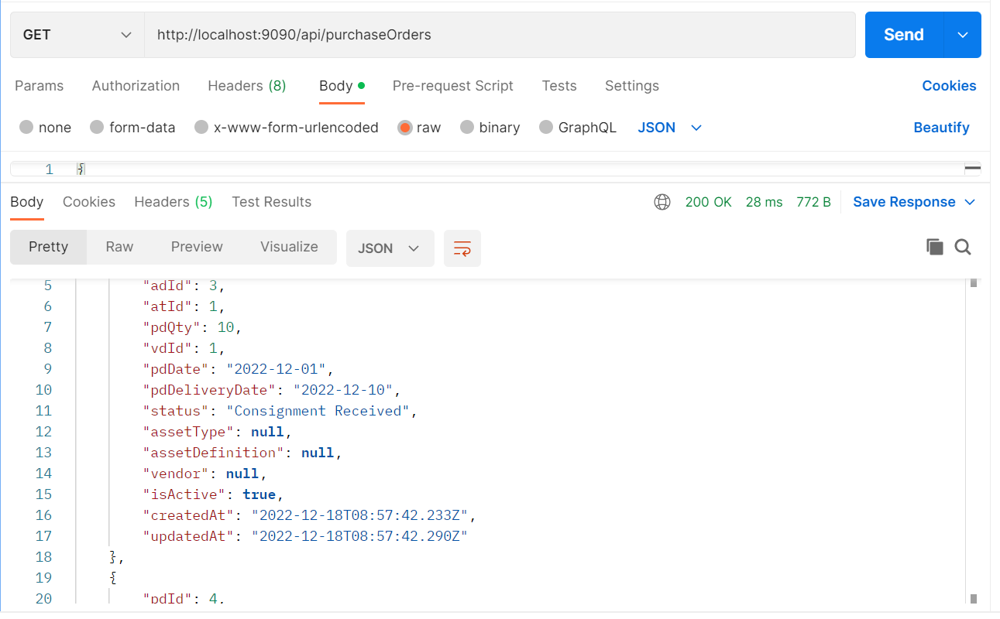 GET http://localhost:9090/api/purchaseOrders Send
Params Authorization Headers (8) Body Pre-request Script Tests Settings Cookies
none form-data x-www-form-urlencoded raw binary GraphQL JSON Beautify
1 {
Body Cookies Headers (5) Test Results 200 OK 28 ms 772 B Save Response
Pretty Raw Preview Visualize JSON
5 "adId": 3,
6 "atId": 1,
7 "pdQty": 10,
8 "vdId": 1,
9 "pdDate": "2022-12-01",
10 "pdDeliveryDate": "2022-12-10",
11 "status": "Consignment Received",
12 "assetType": null,
13 "assetDefinition": null,
14 "vendor": null,
15 "isActive": true,
16 "createdAt": "2022-12-18T08:57:42.233Z",
17 "updatedAt": "2022-12-18T08:57:42.290Z"
18 },
19 {
20 "pdId": 4,